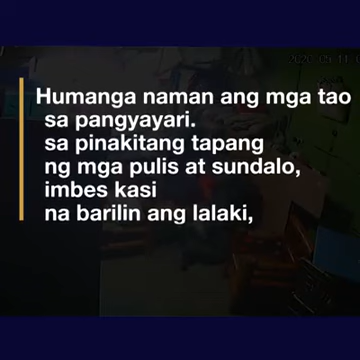 Humanga naman ang mga tao
sa pangyayari.
sa pinakitang tapang
ng mga pulis at sundalo,
imbes kasi
na barilin ang lalaki,